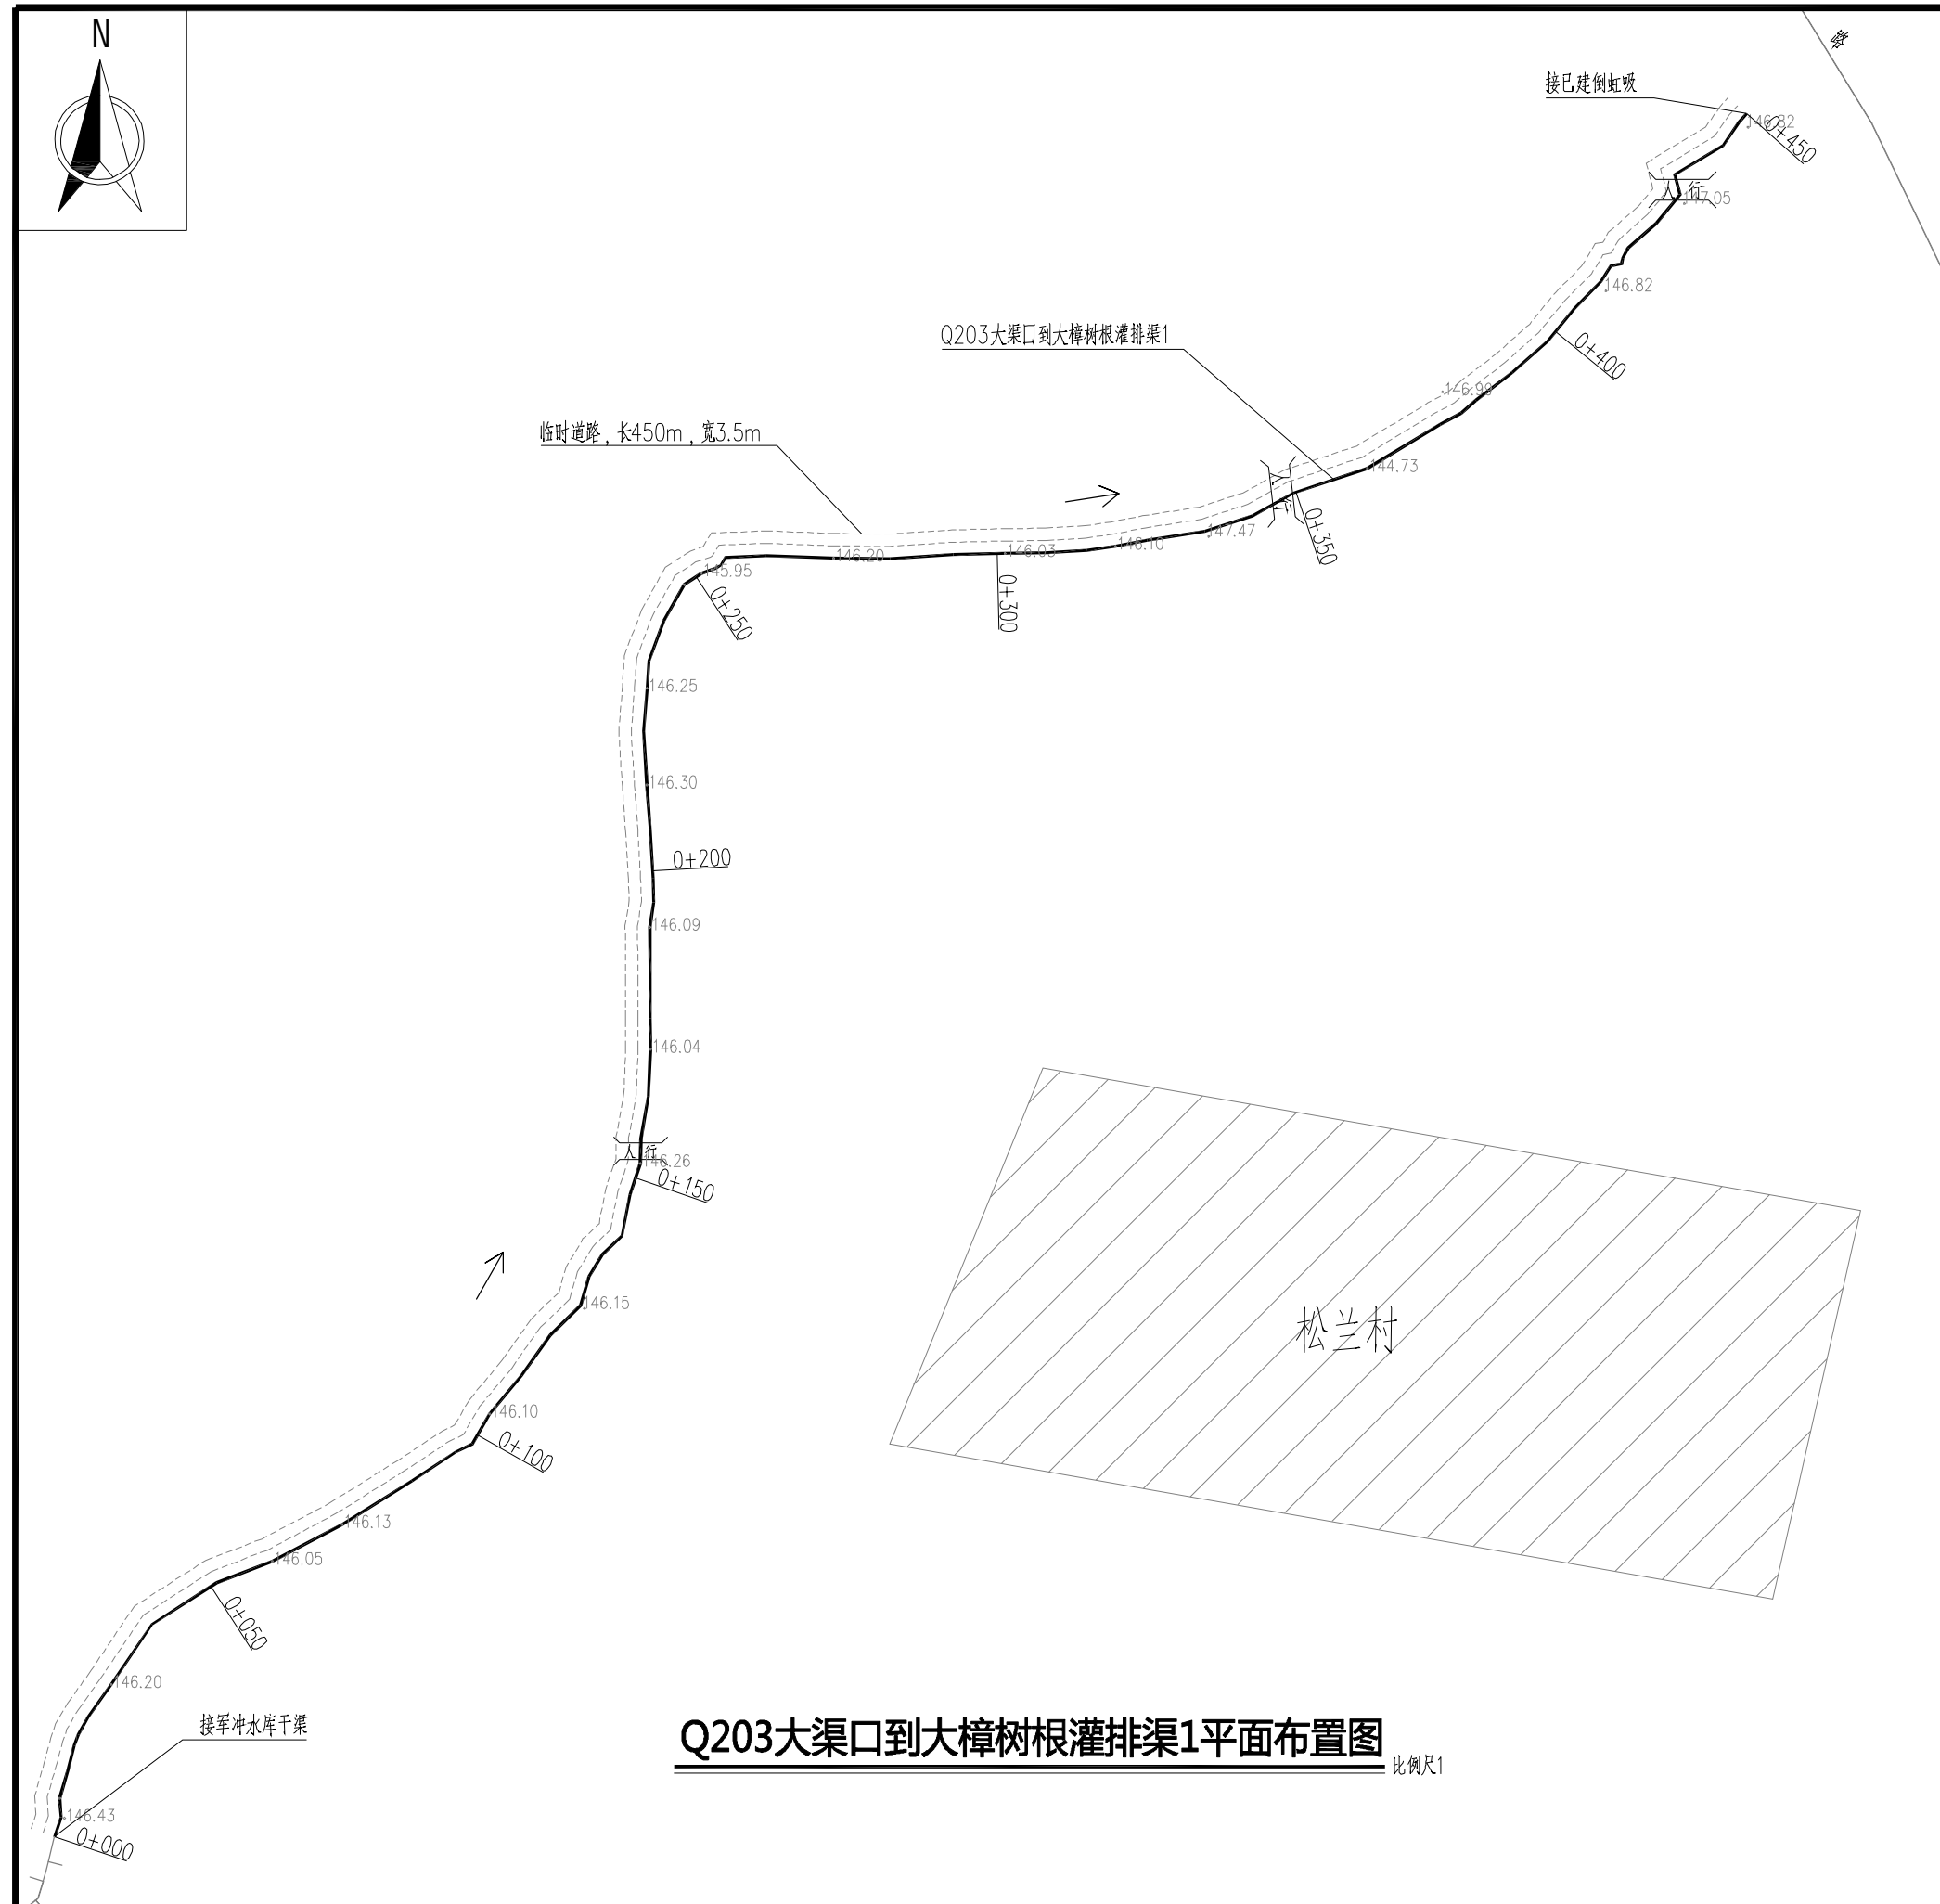 N
路
接已建倒虹吸
146.82
0+450
人 行
147.05
146.82
Q203大渠口到大樟树根灌排渠1
0+400
146.99
临时道路，长450m，宽3.5m
144.73
人行
0+350
147.47
146.10
146.03
146.20
145.95
0+300
0+250
146.25
146.30
0+200
146.09
146.04
人 行
146.26
0+150
146.15
松兰村
146.10
0+100
146.13
146.05
0+050
146.20
接军冲水库干渠
Q203大渠口到大樟树根灌排渠1平面布置图
比例尺1
146.43
0+000